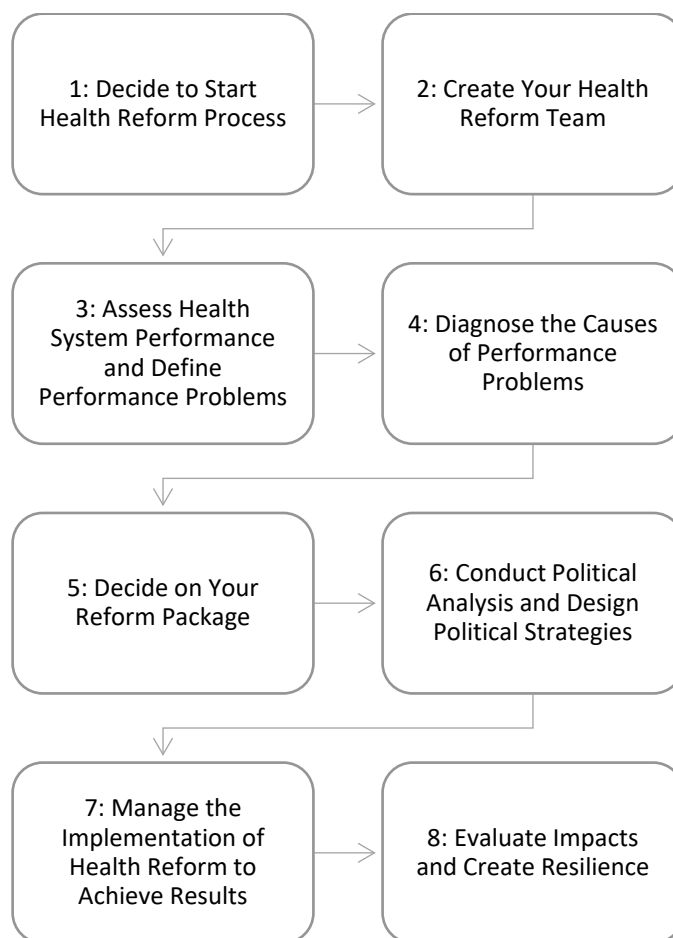 1: Decide to Start
Health Reform Process
2: Create Your Health
Reform Team
3: Assess Health
System Performance
and Define
Performance Problems
4: Diagnose the Causes
of Performance
Problems
5: Decide on Your
Reform Package
6: Conduct Political
Analysis and Design
Political Strategies
7: Manage the
Implementation of
Health Reform to
Achieve Results
8: Evaluate Impacts
and Create Resilience